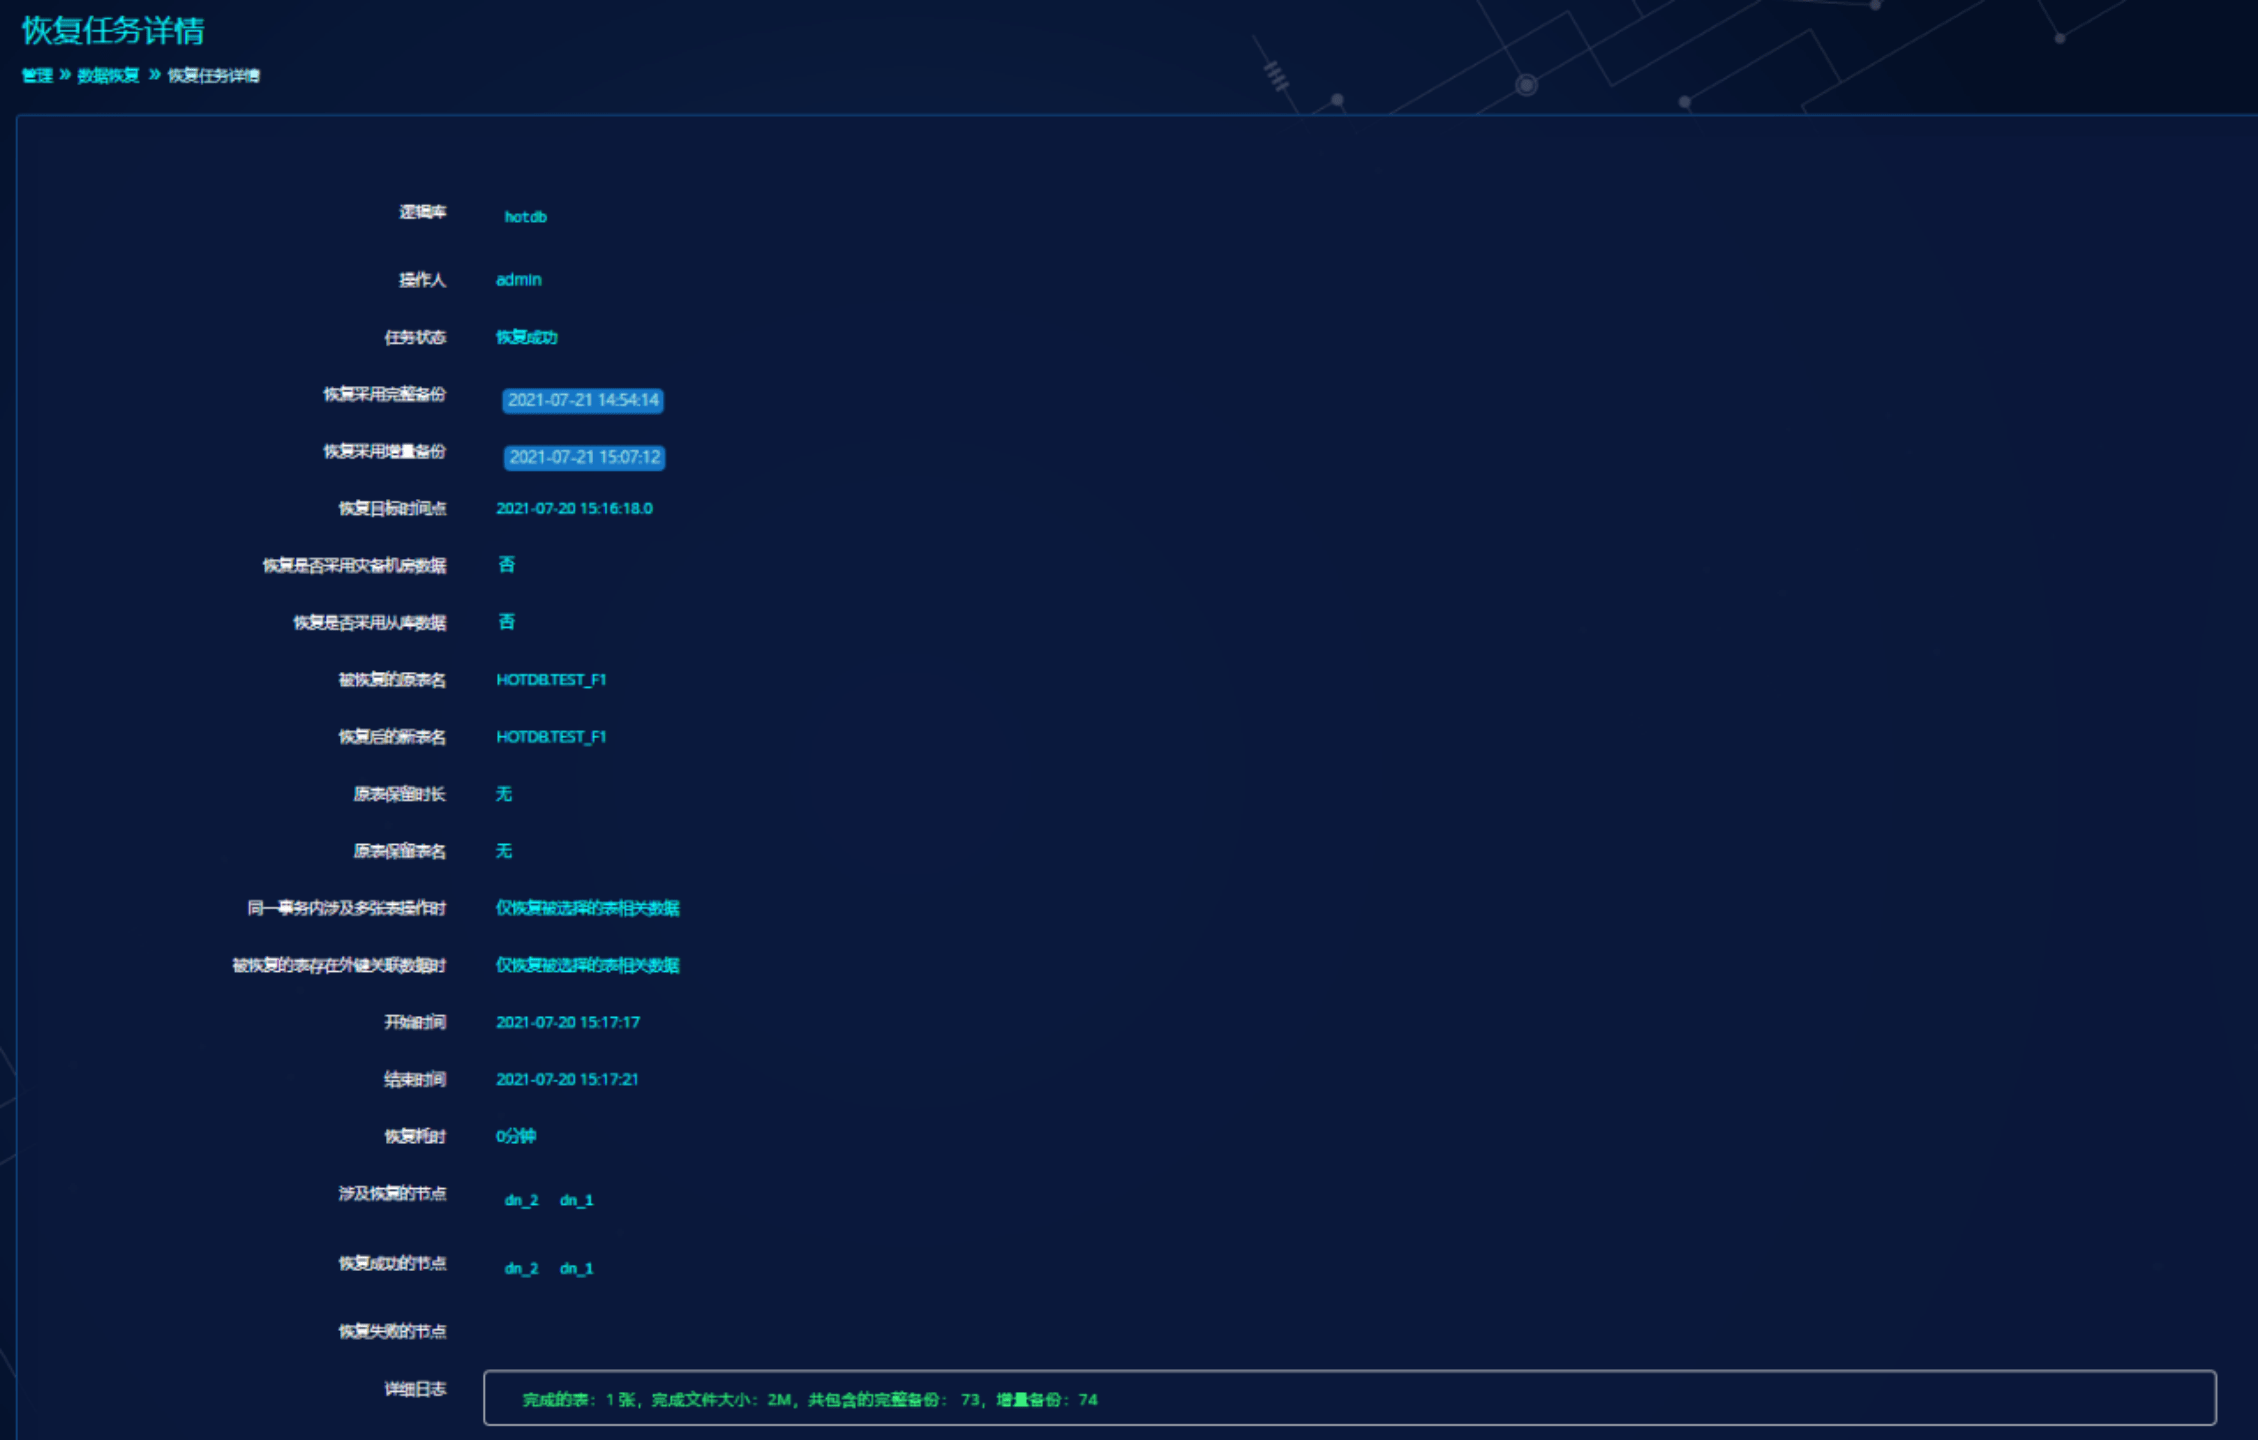 恢复任务详情
管理 » 数据恢复 » 恢复任务详情
逻辑库 hotdb
操作人 admin
任务状态 恢复成功
恢复采用完整备份 2021-07-21 14:54:14
恢复采用增量备份 2021-07-21 15:07:12
恢复目标时间点 2021-07-20 15:16:18.0
恢复是否采用灾备机房数据 否
恢复是否采用从库数据 否
被恢复的原表名 HOTDB.TEST_F1
恢复后的新表名 HOTDB.TEST_F1
原表保留时长 无
原表保留表名 无
同一事务内涉及多张表操作时 仅恢复被选择的表相关数据
被恢复的表存在外键关联数据时 仅恢复被选择的表相关数据
开始时间 2021-07-20 15:17:17
结束时间 2021-07-20 15:17:21
恢复耗时 0分钟
涉及恢复的节点 dn_2 dn_1
恢复成功的节点 dn_2 dn_1
恢复失败的节点
详细日志 完成的表：1 张，完成文件大小：2M，共包含的完整备份： 73，增量备份：74